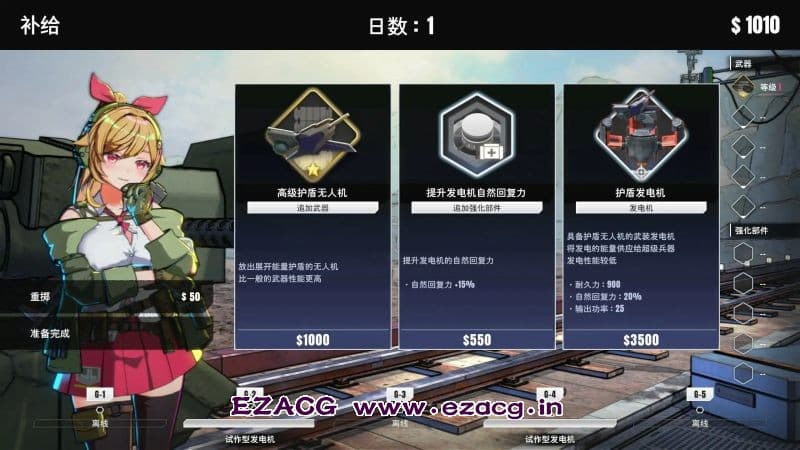 补给
日数：1
$ 1010
武器
等级 1
--
--
--
--
强化部件
--
--
--
--
--
高级护盾无人机
追加武器
放出展开能量护盾的无人机
比一般的武器性能更高
$1000
提升发电机自然回复力
追加强化部件
提升发电机的自然回复力
· 自然回复力 +15%
$550
护盾发电机
发电机
具备护盾无人机的武装发电机
将发电的能量供应给超级兵器
发电性能较低
· 耐久力：900
· 自然回复力：20%
· 输出功率：25
$3500
重掷
$ 50
准备完成
G-1
离线
G-2
试作型发电机
G-3
离线
G-4
试作型发电机
G-5
离线
EZACG www.ezacg.in